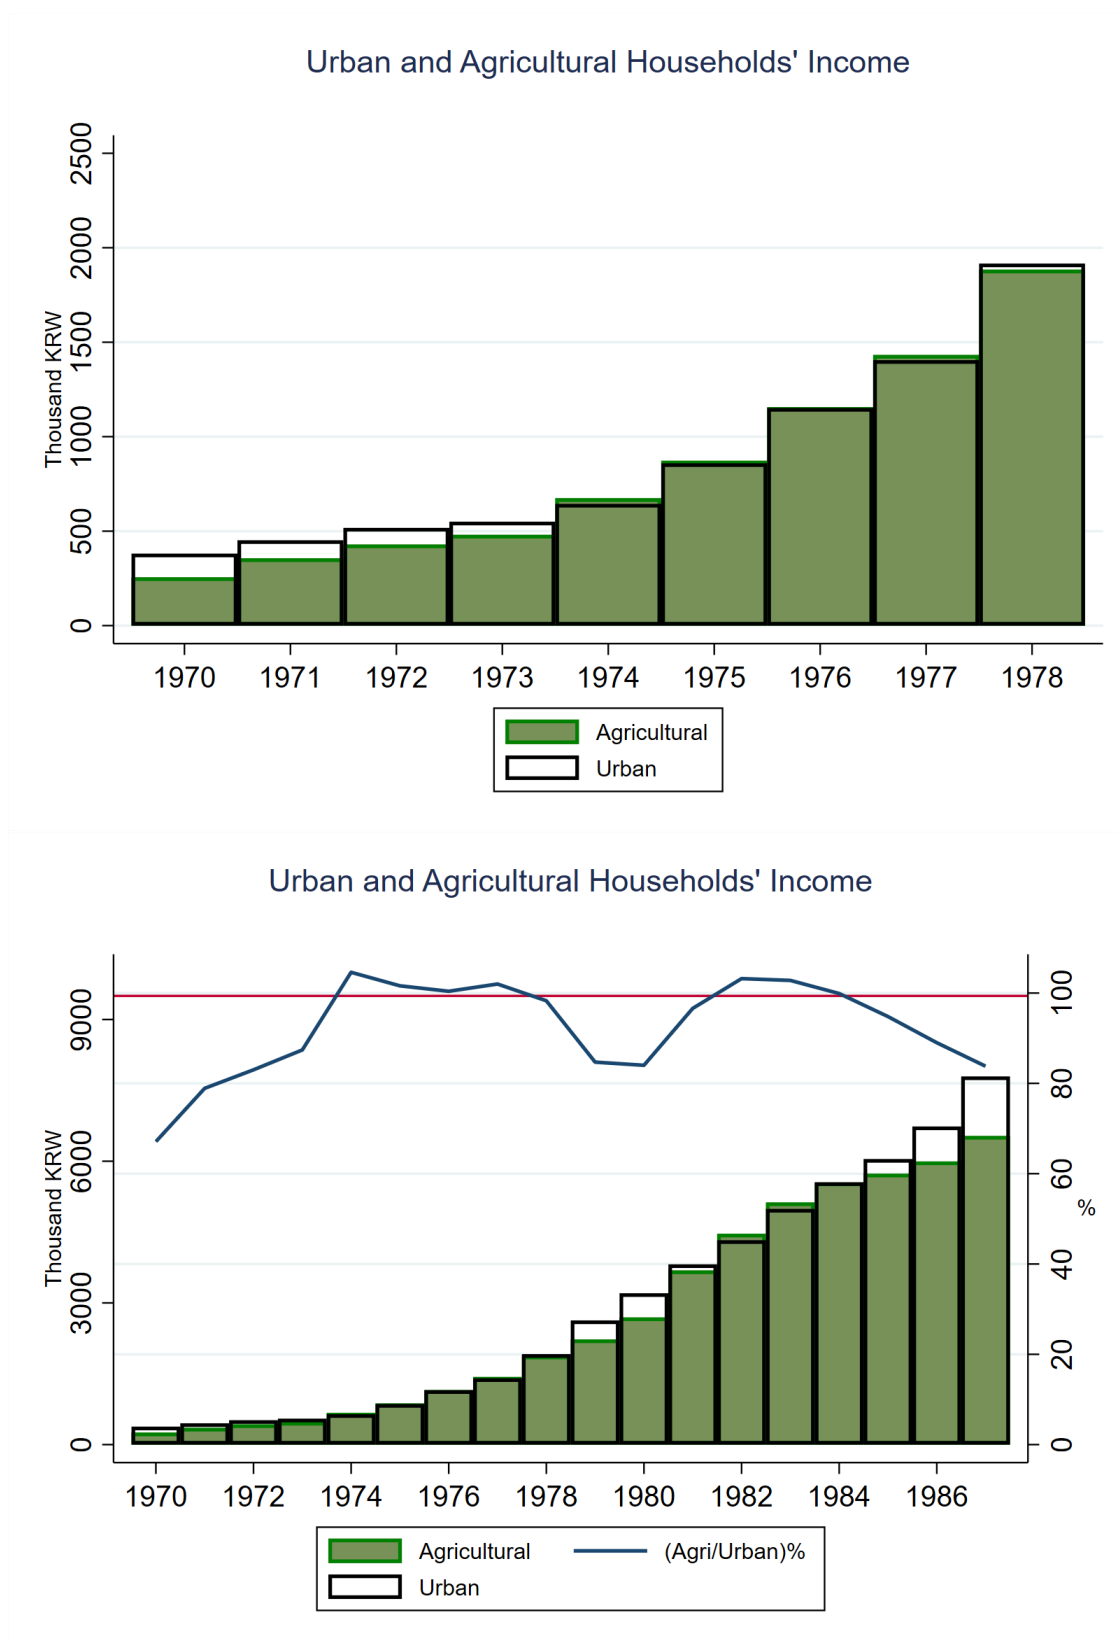 Urban and Agricultural Households' Income
2500
2000
1500
1000
500
0
Thousand KRW
1970 1971 1972 1973 1974 1975 1976 1977 1978
Agricultural
Urban
Urban and Agricultural Households' Income
9000
6000
3000
0
Thousand KRW
100
80
60
40
20
0
%
1970 1972 1974 1976 1978 1980 1982 1984 1986
Agricultural (Agri/Urban)%
Urban